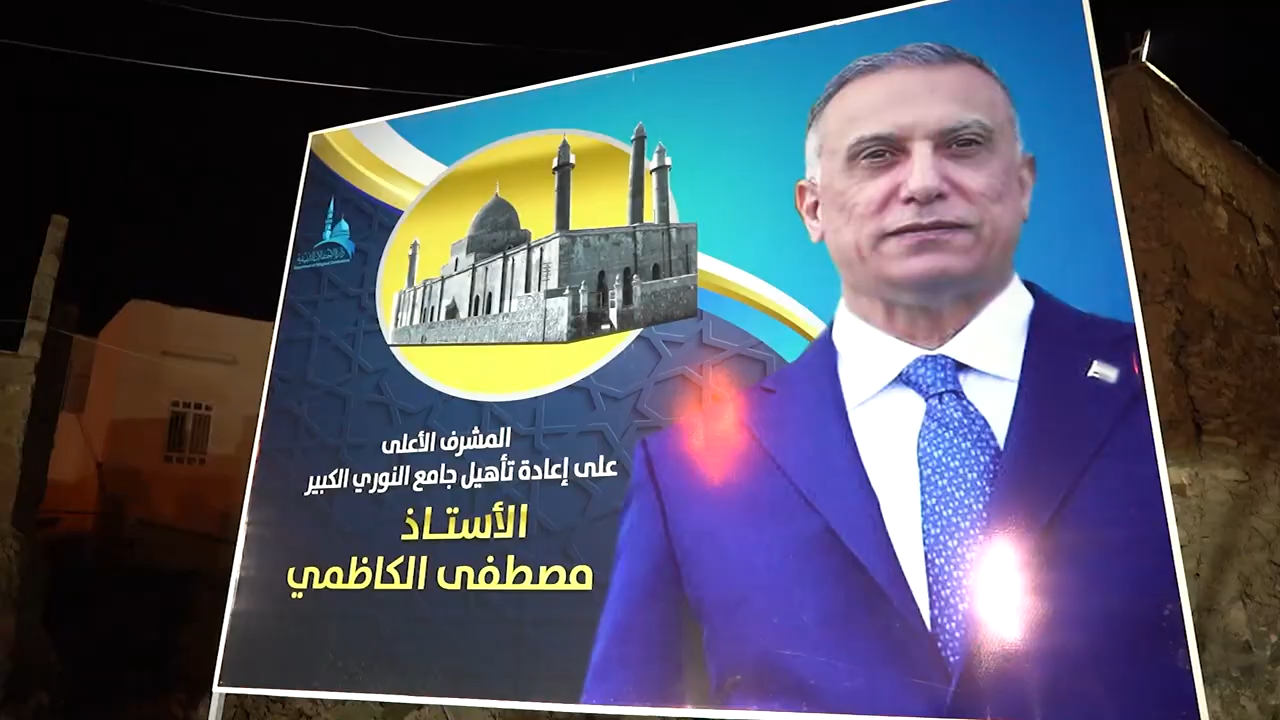 المشرف الأعلى
على إعادة تأهيل جامع النوري الكبير
الأستاذ
مصطفى الكاظمي